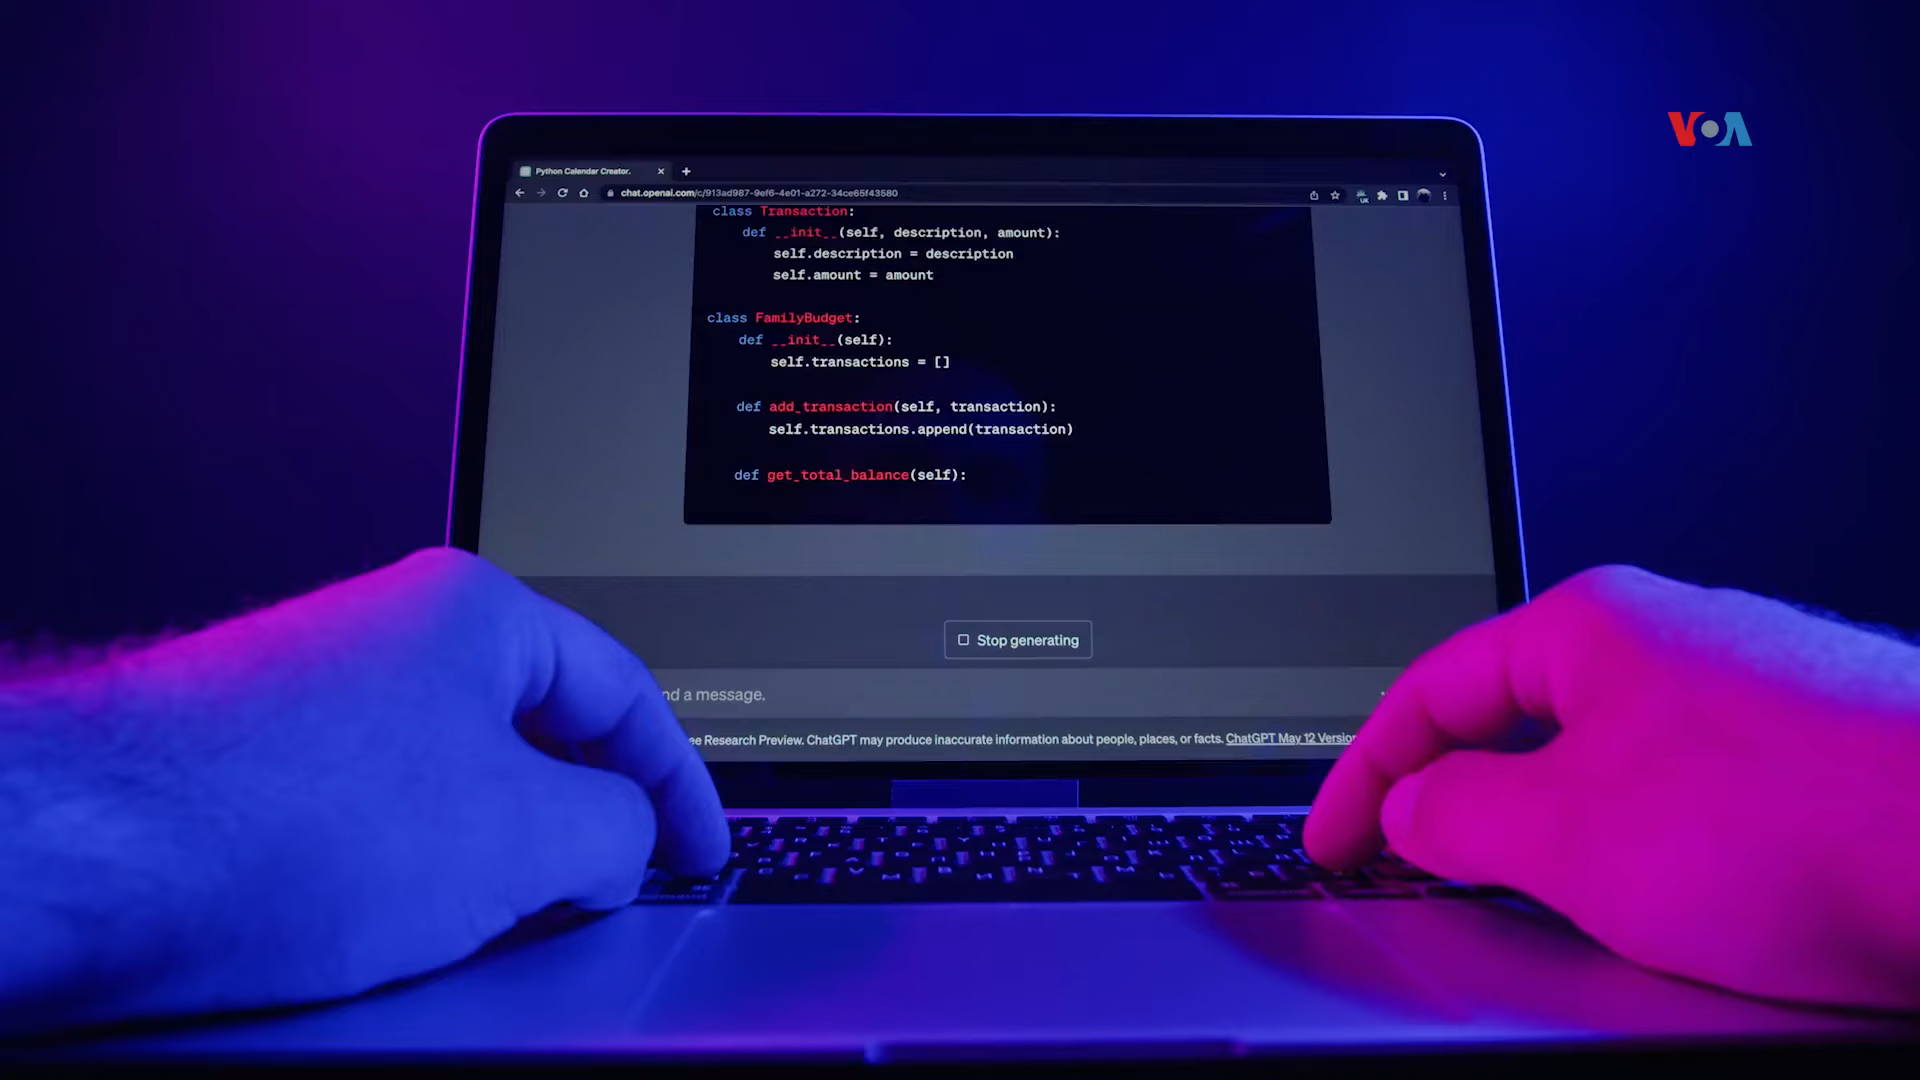 VOA
Python Calendar Creator.
chat.openai.com/c/913ad987-9ef6-4e01-a272-34ce65f43580
UK
class Transaction:
def __init__(self, description, amount):
self.description = description
self.amount = amount
class FamilyBudget:
def __init__(self):
self.transactions = []
def add_transaction(self, transaction):
self.transactions.append(transaction)
def get_total_balance(self):
Stop generating
nd a message.
ee Research Preview. ChatGPT may produce inaccurate information about people, places, or facts. ChatGPT May 12 Version